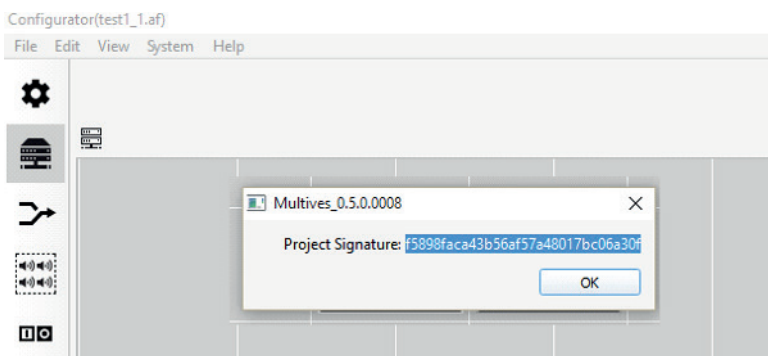 Configurator(test1_1.af)
File Edit View System Help
Multives_0.5.0.0008
Project Signature: f5898faca43b56af57a48017bc06a30f
OK